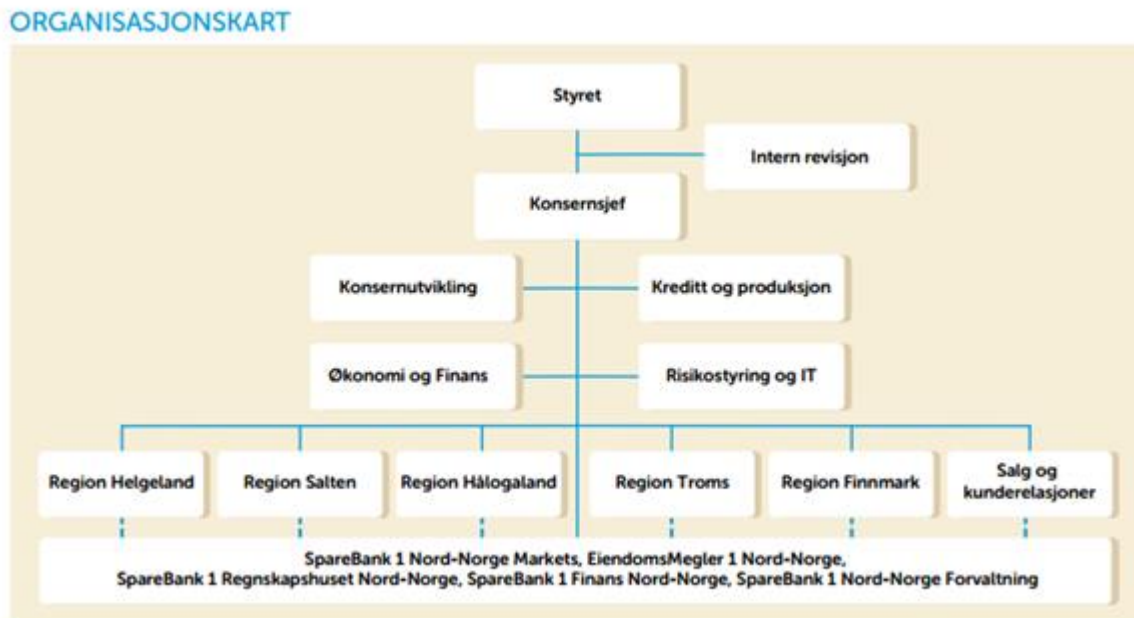 ORGANISASJONSKART
Styret
Intern revisjon
Konsernsjef
Konsernutvikling
Kreditt og produksjon
Økonomi og Finans
Risikostyring og IT
Region Helgeland
Region Salten
Region Hålogaland
Region Troms
Region Finnmark
Salg og
kunderelasjoner
SpareBank 1 Nord-Norge Markets, EiendomsMegler 1 Nord-Norge,
SpareBank 1 Regnskapshuset Nord-Norge, SpareBank 1 Finans Nord-Norge, SpareBank 1 Nord-Norge Forvaltning